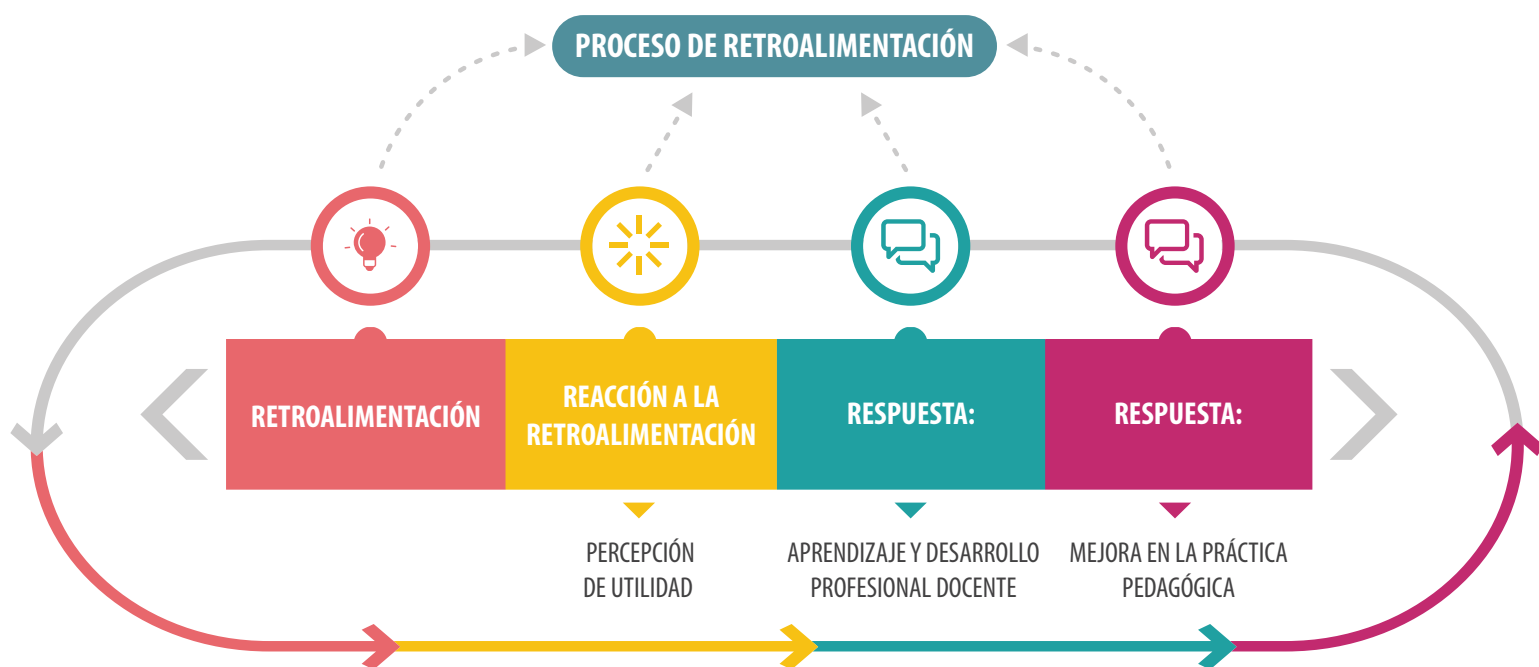 PROCESO DE RETROALIMENTACIÓN
RETROALIMENTACIÓN
REACCIÓN A LA
RETROALIMENTACIÓN
RESPUESTA:
RESPUESTA:
PERCEPCIÓN
DE UTILIDAD
APRENDIZAJE Y DESARROLLO
PROFESIONAL DOCENTE
MEJORA EN LA PRÁCTICA
PEDAGÓGICA